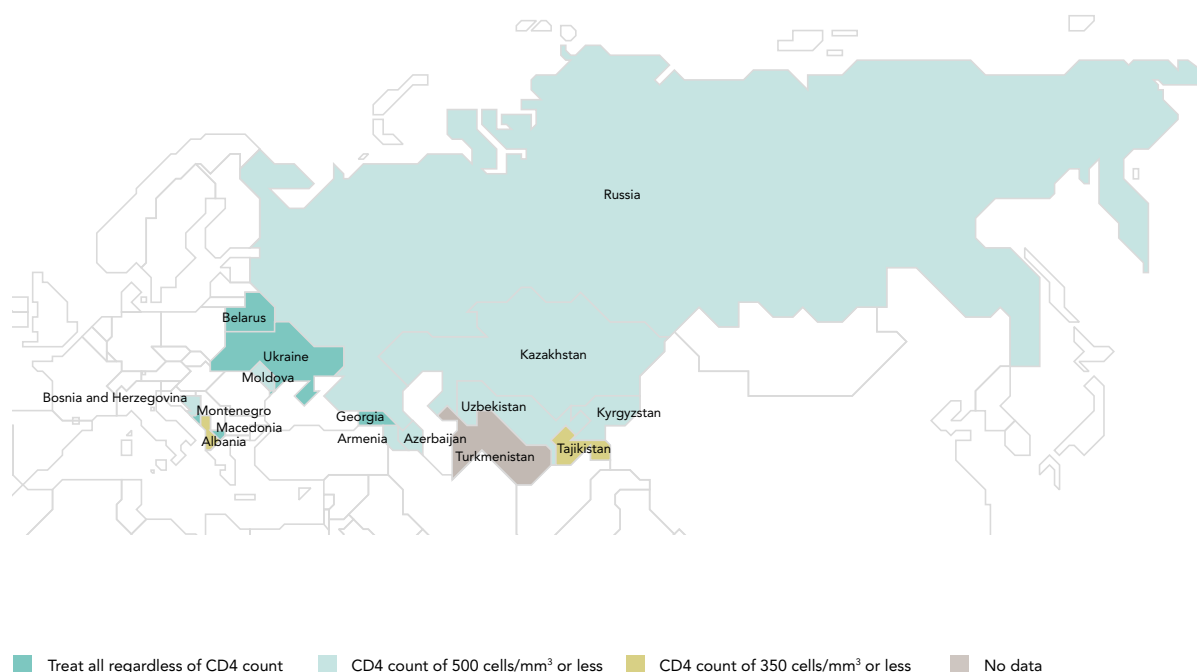 Russia
Belarus
Ukraine
Kazakhstan
Moldova
Bosnia and Herzegovina
Uzbekistan
Montenegro
Kyrgyzstan
Georgia
Macedonia
Armenia
Azerbaijan
Albania
Tajikistan
Turkmenistan
Treat all regardless of CD4 count
CD4 count of 500 cells/mm³ or less
CD4 count of 350 cells/mm³ or less
No data